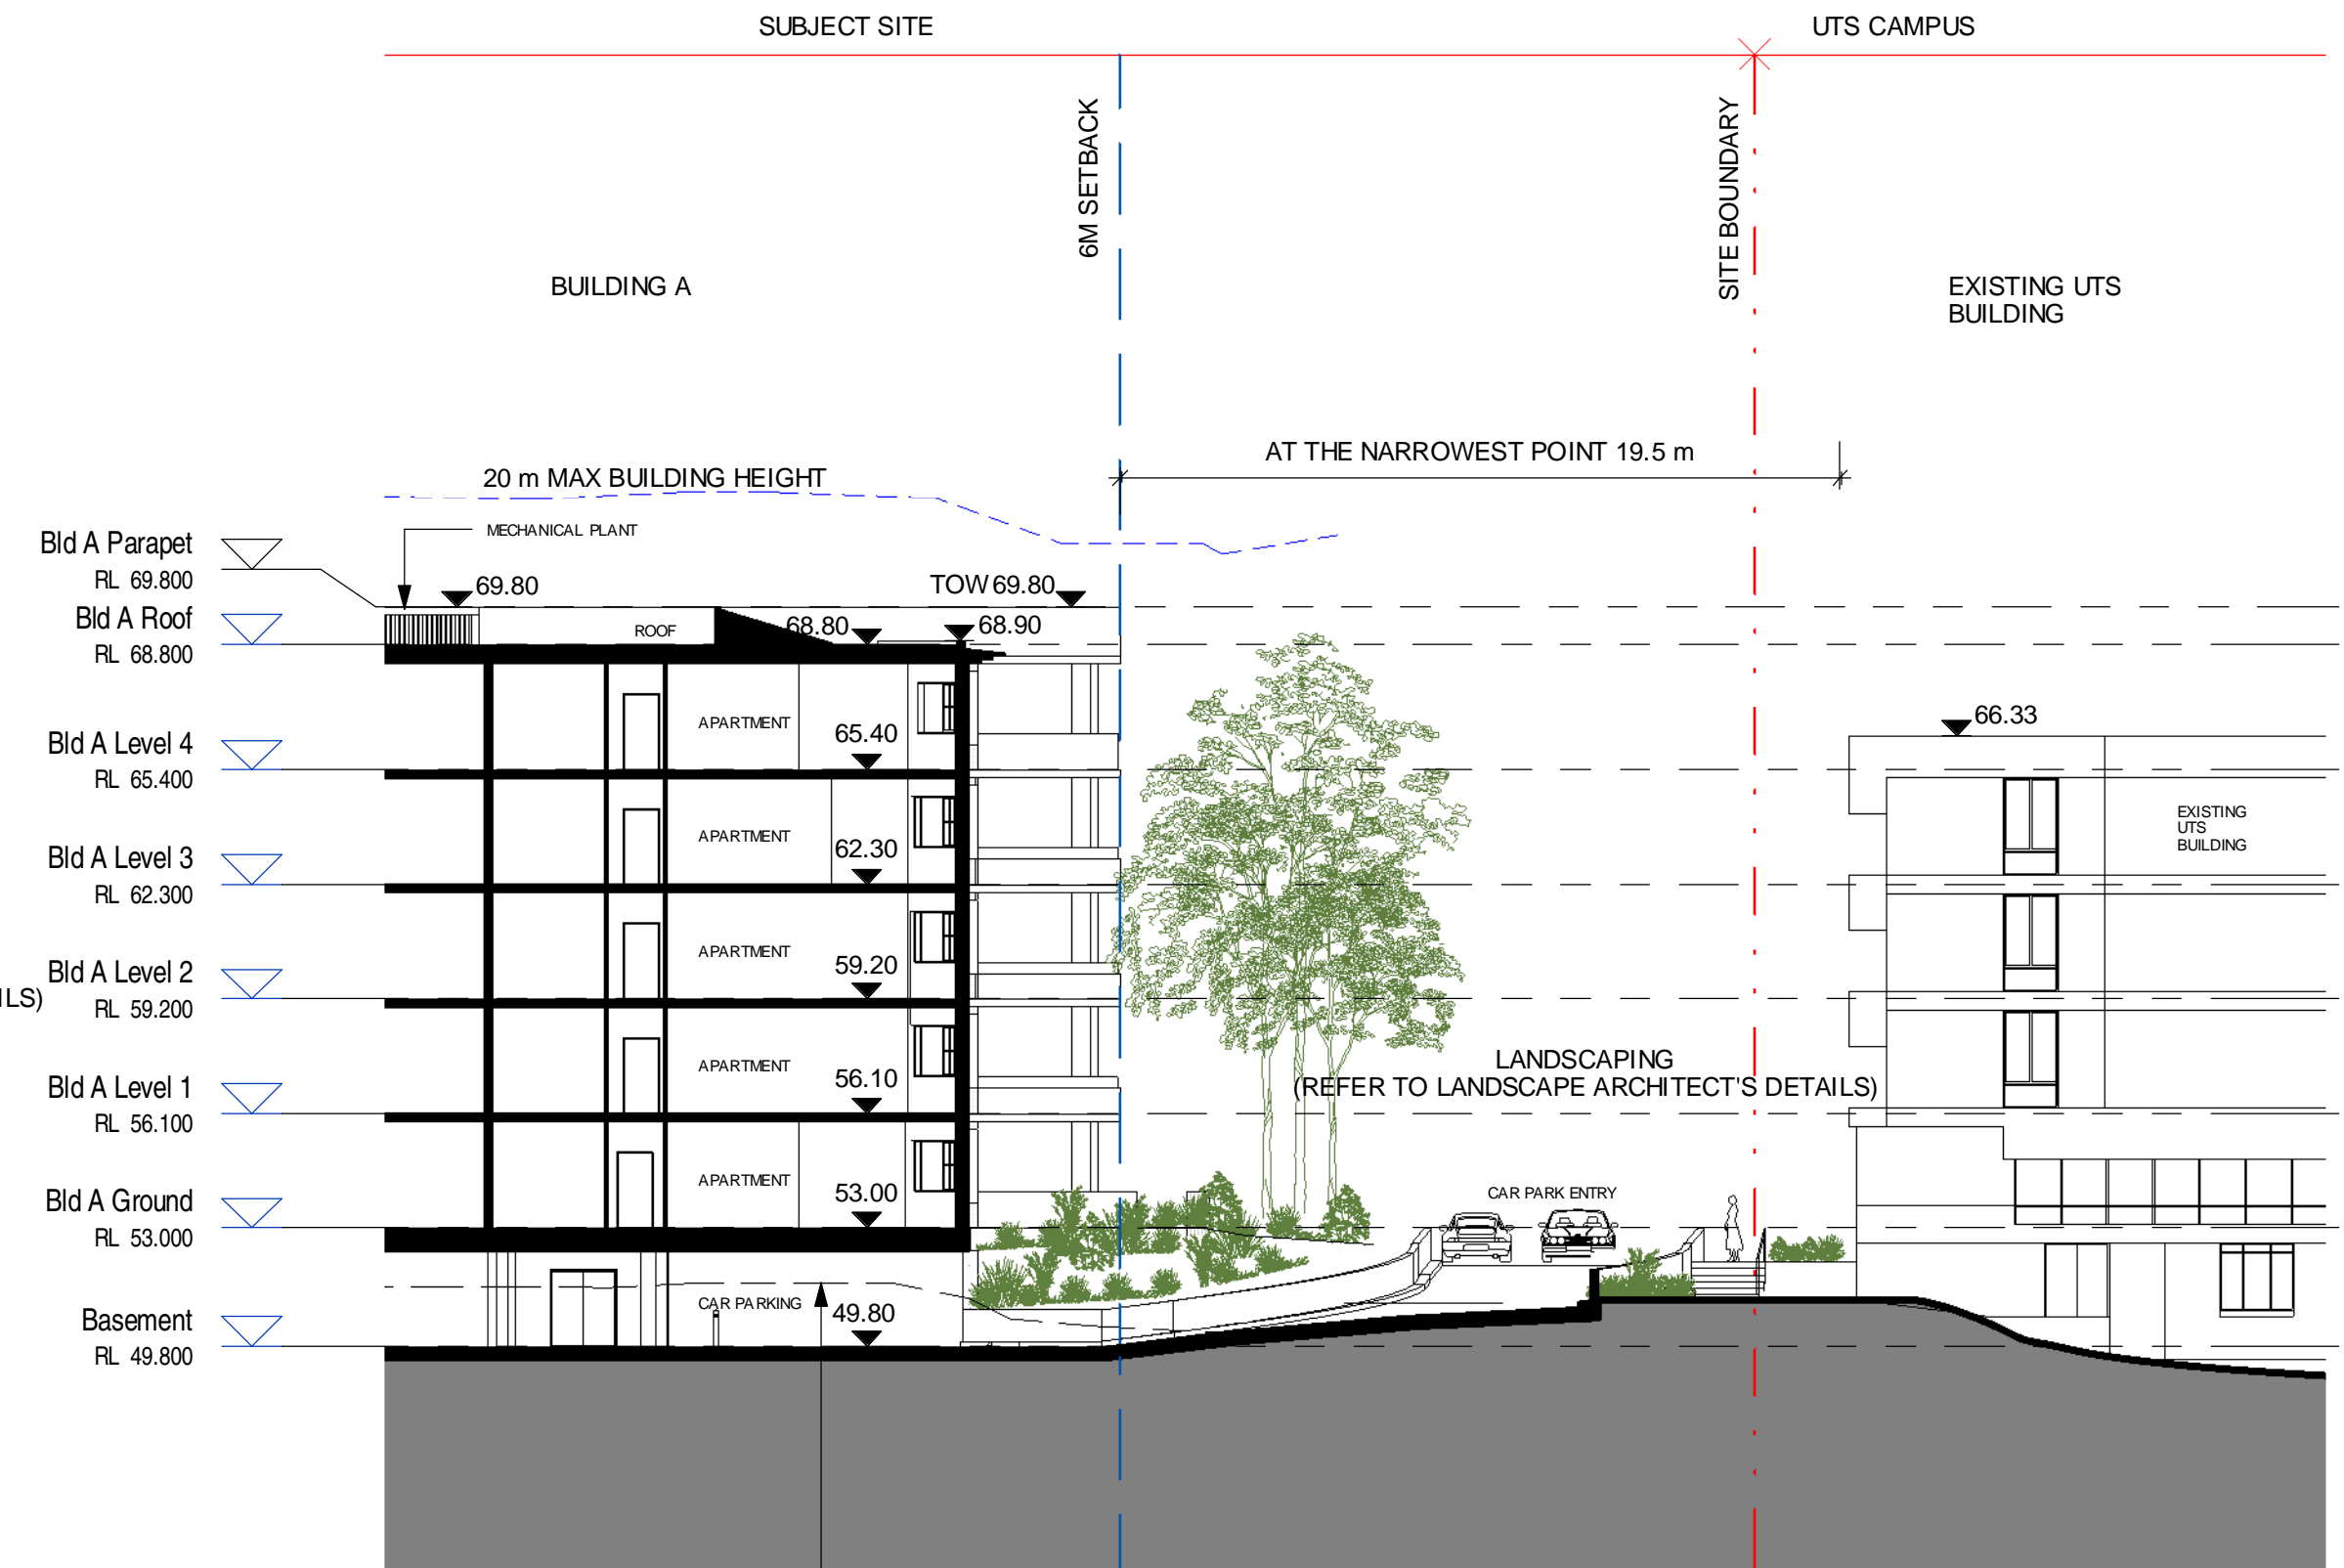 SUBJECT SITE
UTS CAMPUS
6M SETBACK
SITE BOUNDARY
BUILDING A
EXISTING UTS
BUILDING
AT THE NARROWEST POINT 19.5 m
20 m MAX BUILDING HEIGHT
MECHANICAL PLANT
Bld A Parapet
RL 69.800
69.80
TOW 69.80
Bld A Roof
RL 68.800
ROOF
68.80
68.90
APARTMENT
66.33
Bld A Level 4
RL 65.400
65.40
APARTMENT
EXISTING
UTS
BUILDING
Bld A Level 3
RL 62.300
62.30
APARTMENT
Bld A Level 2
RL 59.200
59.20
ILS)
APARTMENT
LANDSCAPING
(REFER TO LANDSCAPE ARCHITECT'S DETAILS)
Bld A Level 1
RL 56.100
56.10
APARTMENT
CAR PARK ENTRY
Bld A Ground
RL 53.000
53.00
CAR PARKING
49.80
Basement
RL 49.800